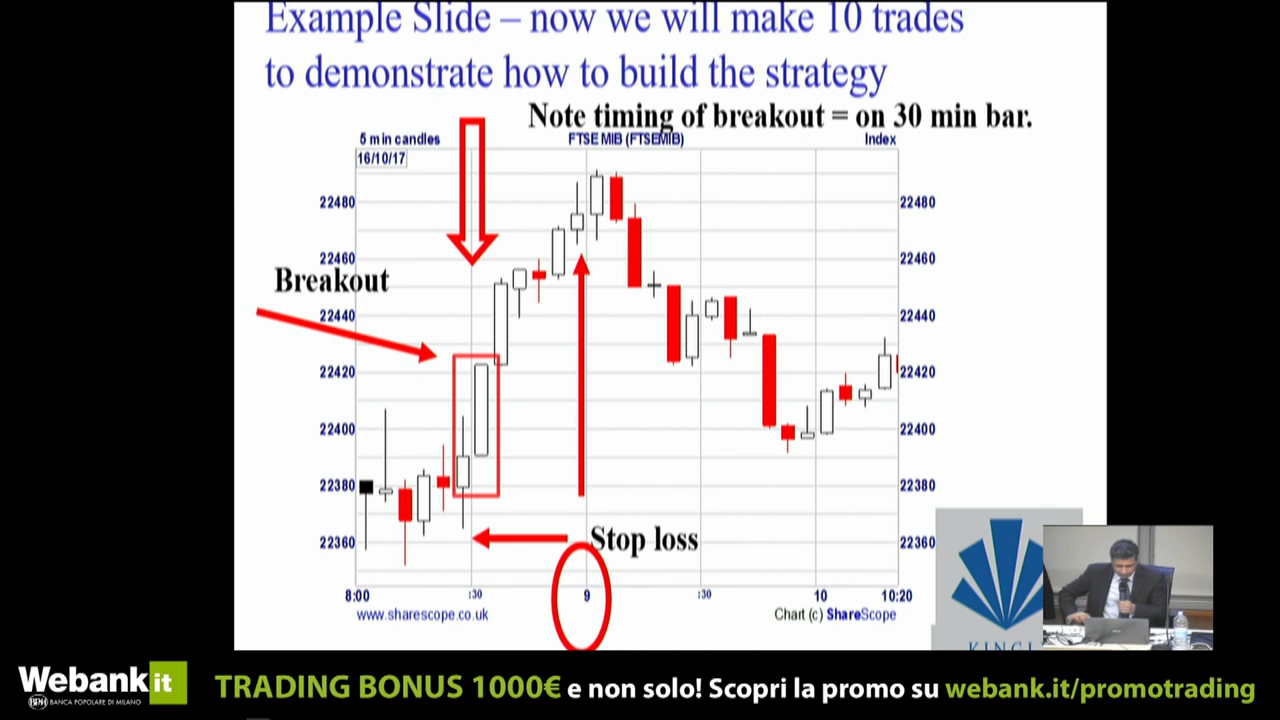 Example Slide – now we will make 10 trades
to demonstrate how to build the strategy
Note timing of breakout = on 30 min bar.
5 min candles FTSE MIB (FTSEMIB) Index
16/10/17
22480 22480
22460 22460
Breakout
22440 22440
22420 22420
22400 22400
22380 22380
22360 22360
Stop loss
8:00 :30 9 :30 10 10:20
www.sharescope.co.uk Chart (c) ShareScope
Webank it
BANCA POPOLARE DI MILANO
TRADING BONUS 1000€ e non solo! Scopri la promo su webank.it/promotrading